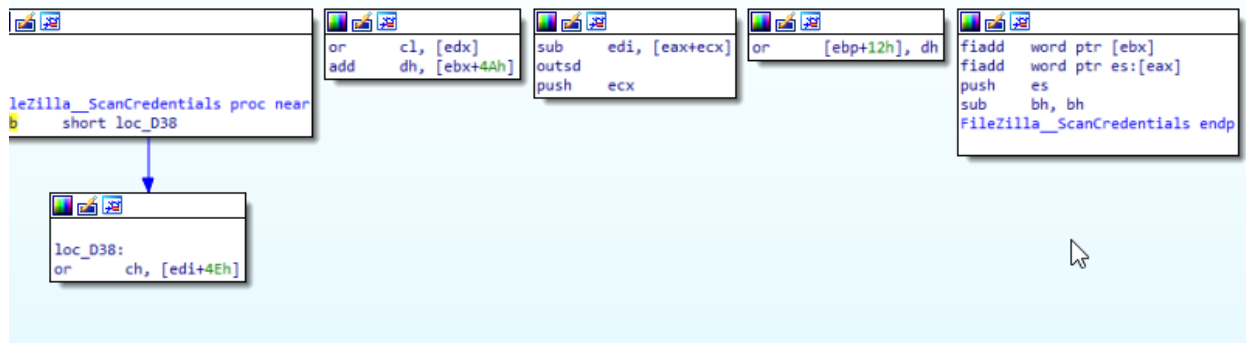 leZilla__ScanCredentials proc near
b short loc_D38
loc_D38:
or ch, [edi+4Eh]
or cl, [edx]
add dh, [ebx+4Ah]
sub edi, [eax+ecx]
outsd
push ecx
or [ebp+12h], dh
fiadd word ptr [ebx]
fiadd word ptr es:[eax]
push es
sub bh, bh
FileZilla__ScanCredentials endp